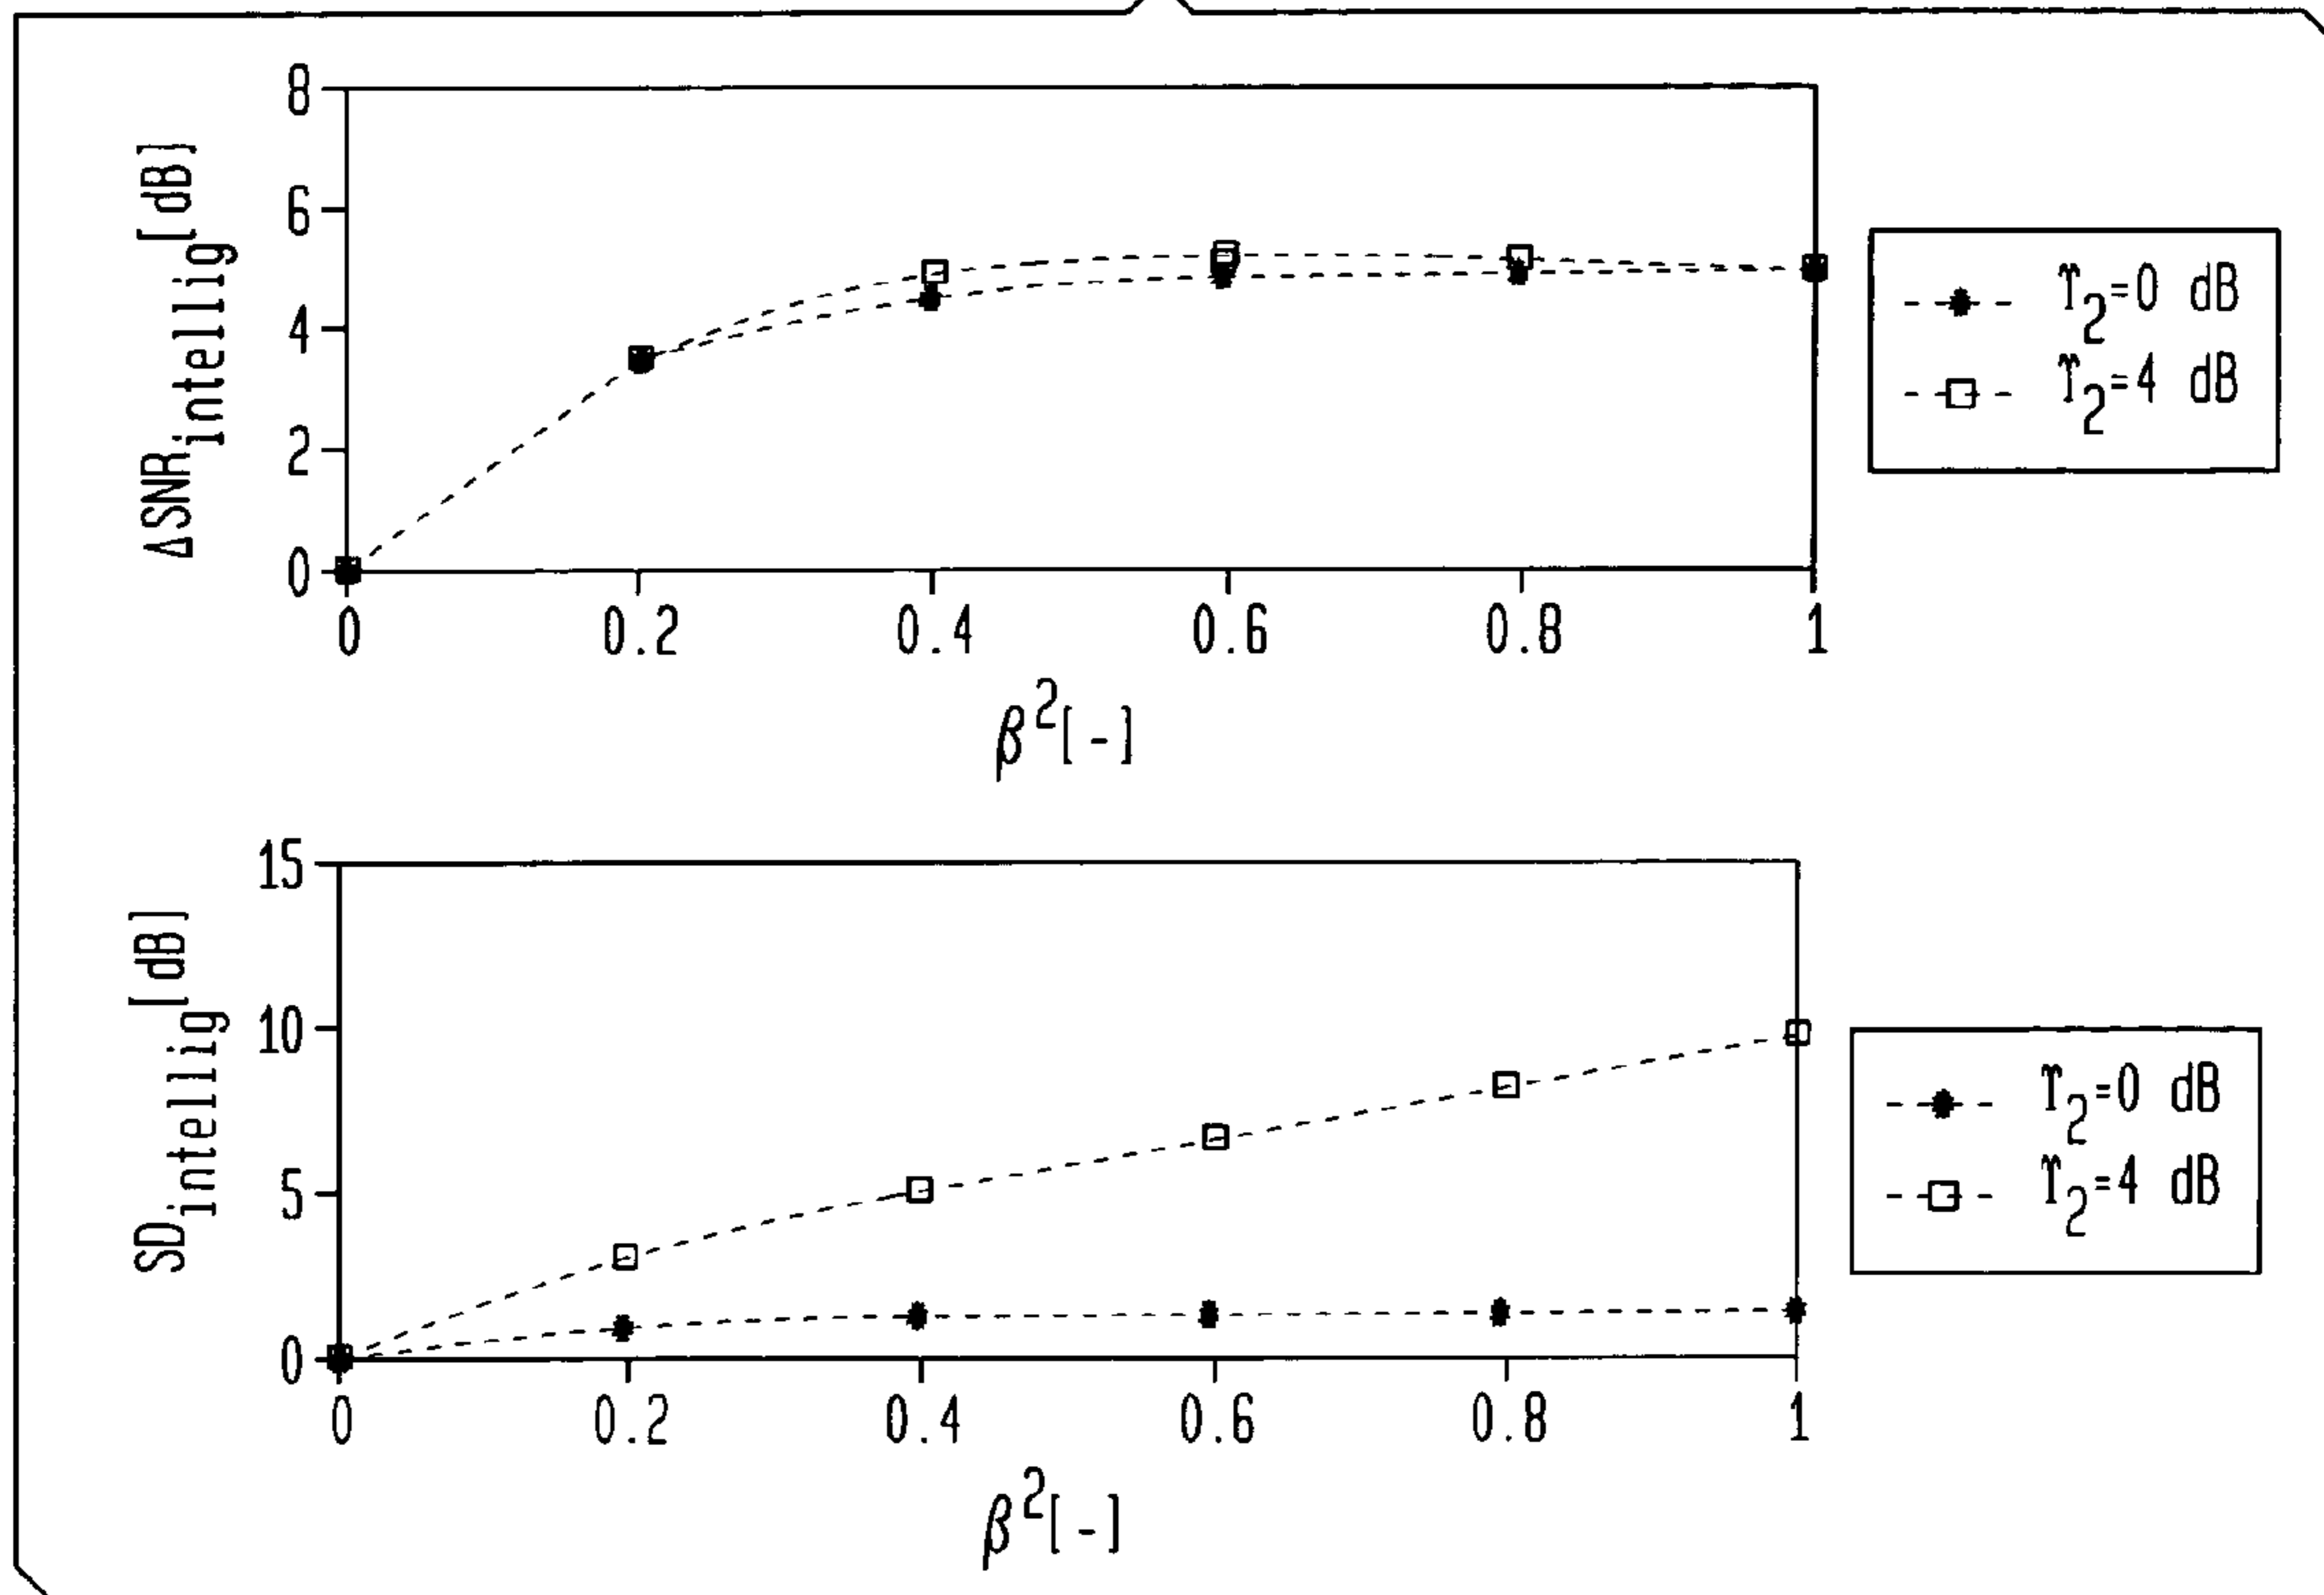 ΔSNR_intellig [dB]
8
6
4
2
0
0 0.2 0.4 0.6 0.8 1
β²[-]
ϒ₂=0 dB
ϒ₂=4 dB
SD_intellig [dB]
15
10
5
0
0 0.2 0.4 0.6 0.8 1
β²[-]
ϒ₂=0 dB
ϒ₂=4 dB